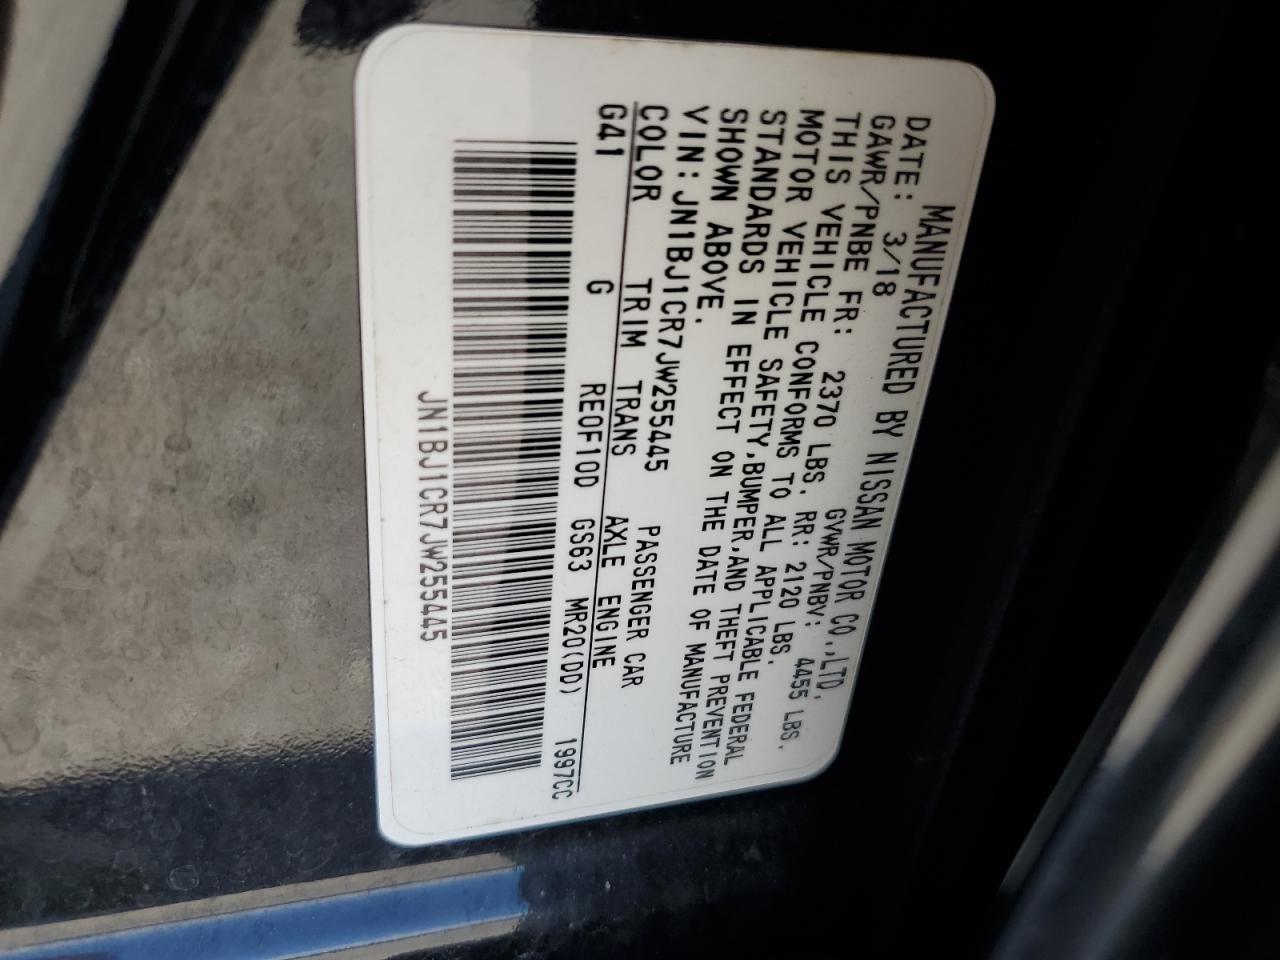 MANUFACTURED BY NISSAN MOTOR CO.,LTD.
DATE: 3/18 GVWR/PNBV: 4455 LBS.
GAWR/PNBE FR: 2370 LBS. RR: 2120 LBS.
THIS VEHICLE CONFORMS TO ALL APPLICABLE FEDERAL
MOTOR VEHICLE SAFETY,BUMPER,AND THEFT PREVENTION
STANDARDS IN EFFECT ON THE DATE OF MANUFACTURE
SHOWN ABOVE.
VIN:JN1BJ1CR7JW255445 PASSENGER CAR
COLOR TRIM TRANS AXLE ENGINE
G41 G RE0F10D GS63 MR20(DD) 1997CC
JN1BJ1CR7JW255445